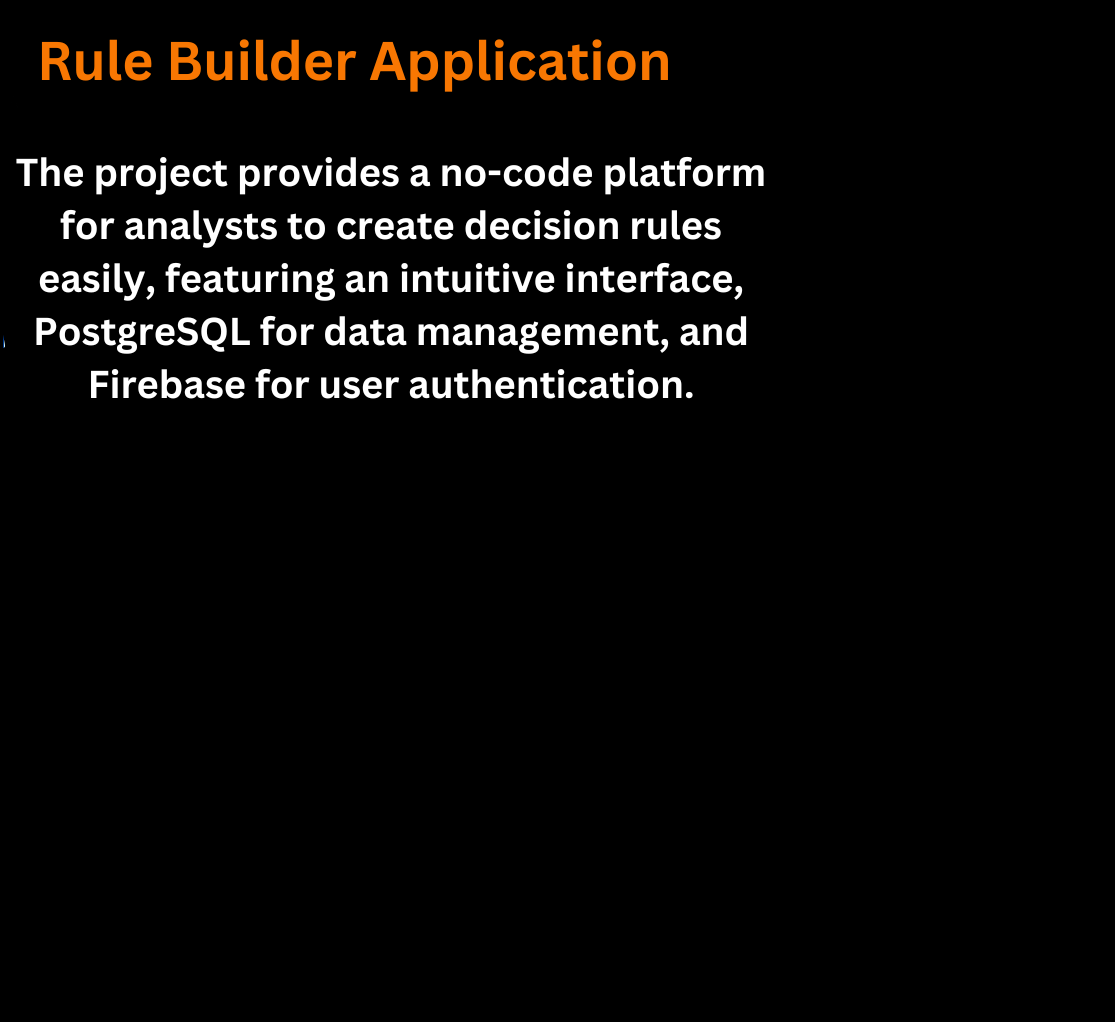 Rule Builder Application
The project provides a no-code platform
for analysts to create decision rules
easily, featuring an intuitive interface,
PostgreSQL for data management, and
Firebase for user authentication.